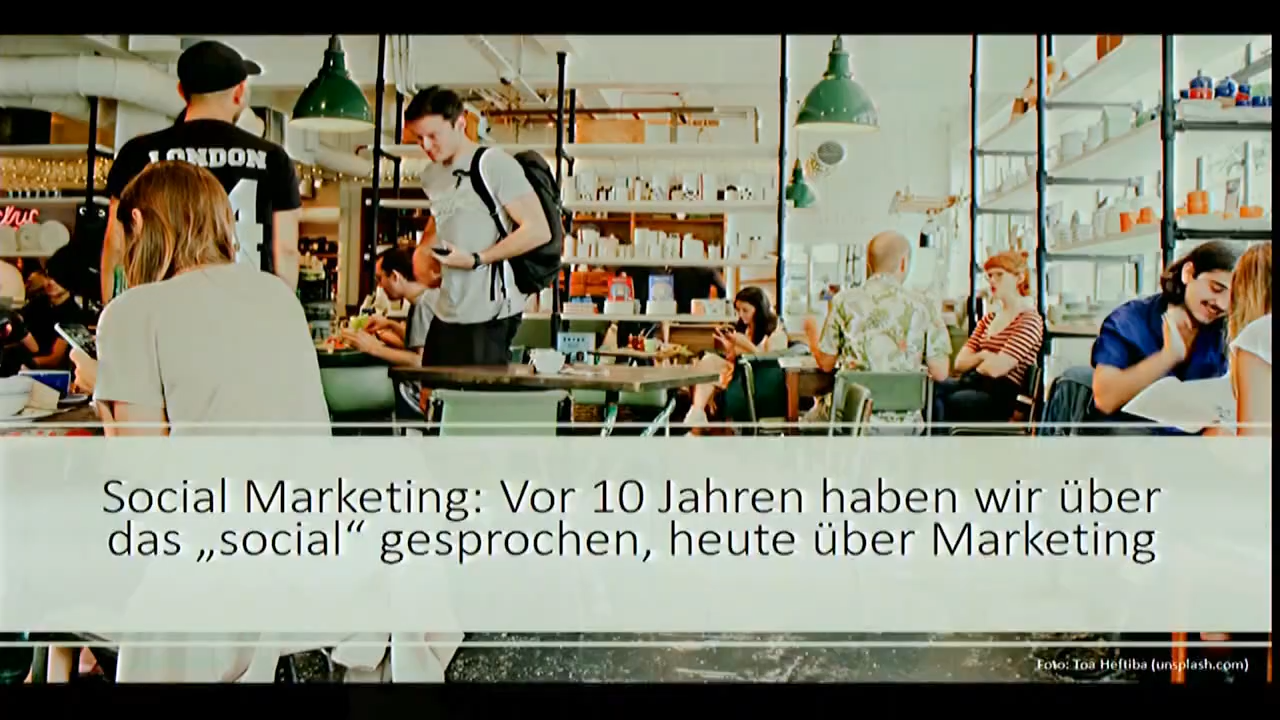 LONDON
Social Marketing: Vor 10 Jahren haben wir über
das „social“ gesprochen, heute über Marketing
Foto: Toa Heftiba (unsplash.com)